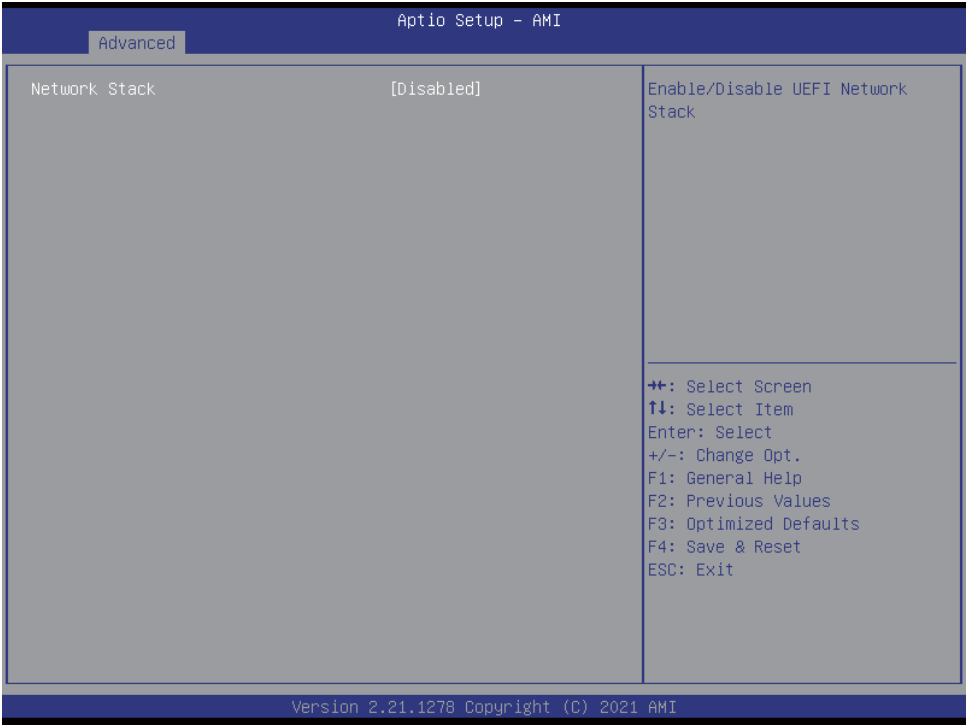 Aptio Setup – AMI
Advanced
Network Stack [Disabled]
Enable/Disable UEFI Network
Stack
→←: Select Screen
↑↓: Select Item
Enter: Select
+/-: Change Opt.
F1: General Help
F2: Previous Values
F3: Optimized Defaults
F4: Save & Reset
ESC: Exit
Version 2.21.1278 Copyright (C) 2021 AMI